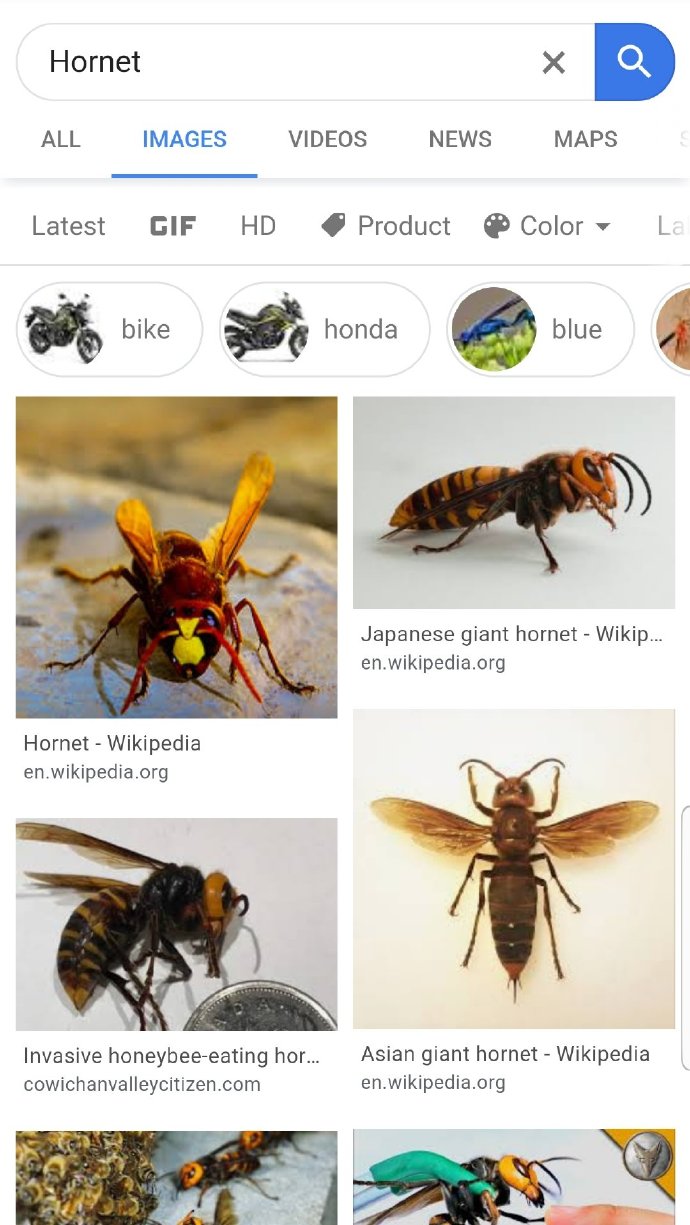 Hornet
ALL IMAGES VIDEOS NEWS MAPS
Latest GIF HD Product Color La
bike honda blue
Japanese giant hornet - Wikip...
en.wikipedia.org
Hornet - Wikipedia
en.wikipedia.org
Invasive honeybee-eating hor...
cowichanvalleycitizen.com
Asian giant hornet - Wikipedia
en.wikipedia.org